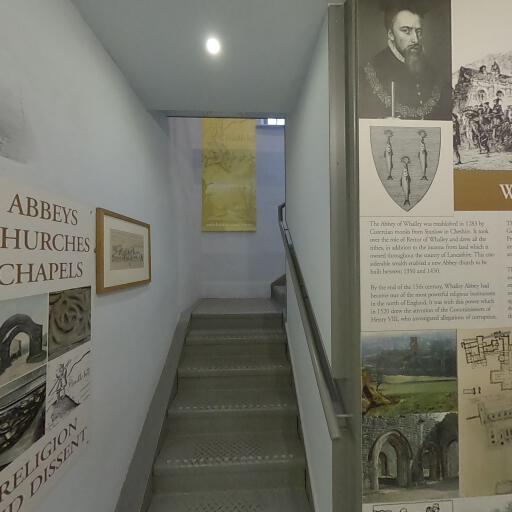 ABBEYS
CHURCHES
CHAPELS
RELIGION
AND DISSENT
The Abbey of Whalley was established in 1283 by
Cistercian monks from Stanlow in Cheshire. It took
over the role of Rector of Whalley and drew all the
tithes, in addition to the income from land which it
owned throughout the county of Lancashire. This con-
siderable wealth enabled a new Abbey church to be
built between 1330 and 1430.
By the end of the 15th century, Whalley Abbey had
become one of the most powerful religious institutions
in the north of England. It was with this power which
in 1520 drew the attention of the Commissioners of
Henry VIII, who investigated allegations of corruption.
W